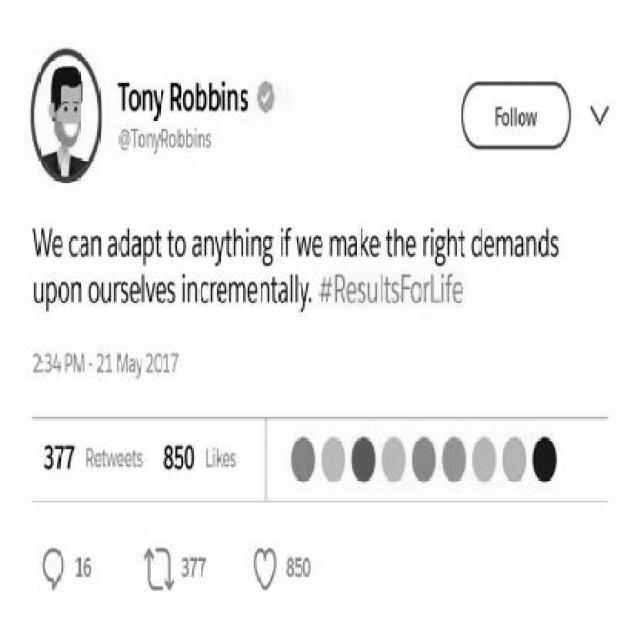 Tony Robbins
@TonyRobbins
Follow
We can adapt to anything if we make the right demands
upon ourselves incrementally. #ResultsForLife
2:34 PM - 21 May 2017
377 Retweets 850 Likes
16 377 850